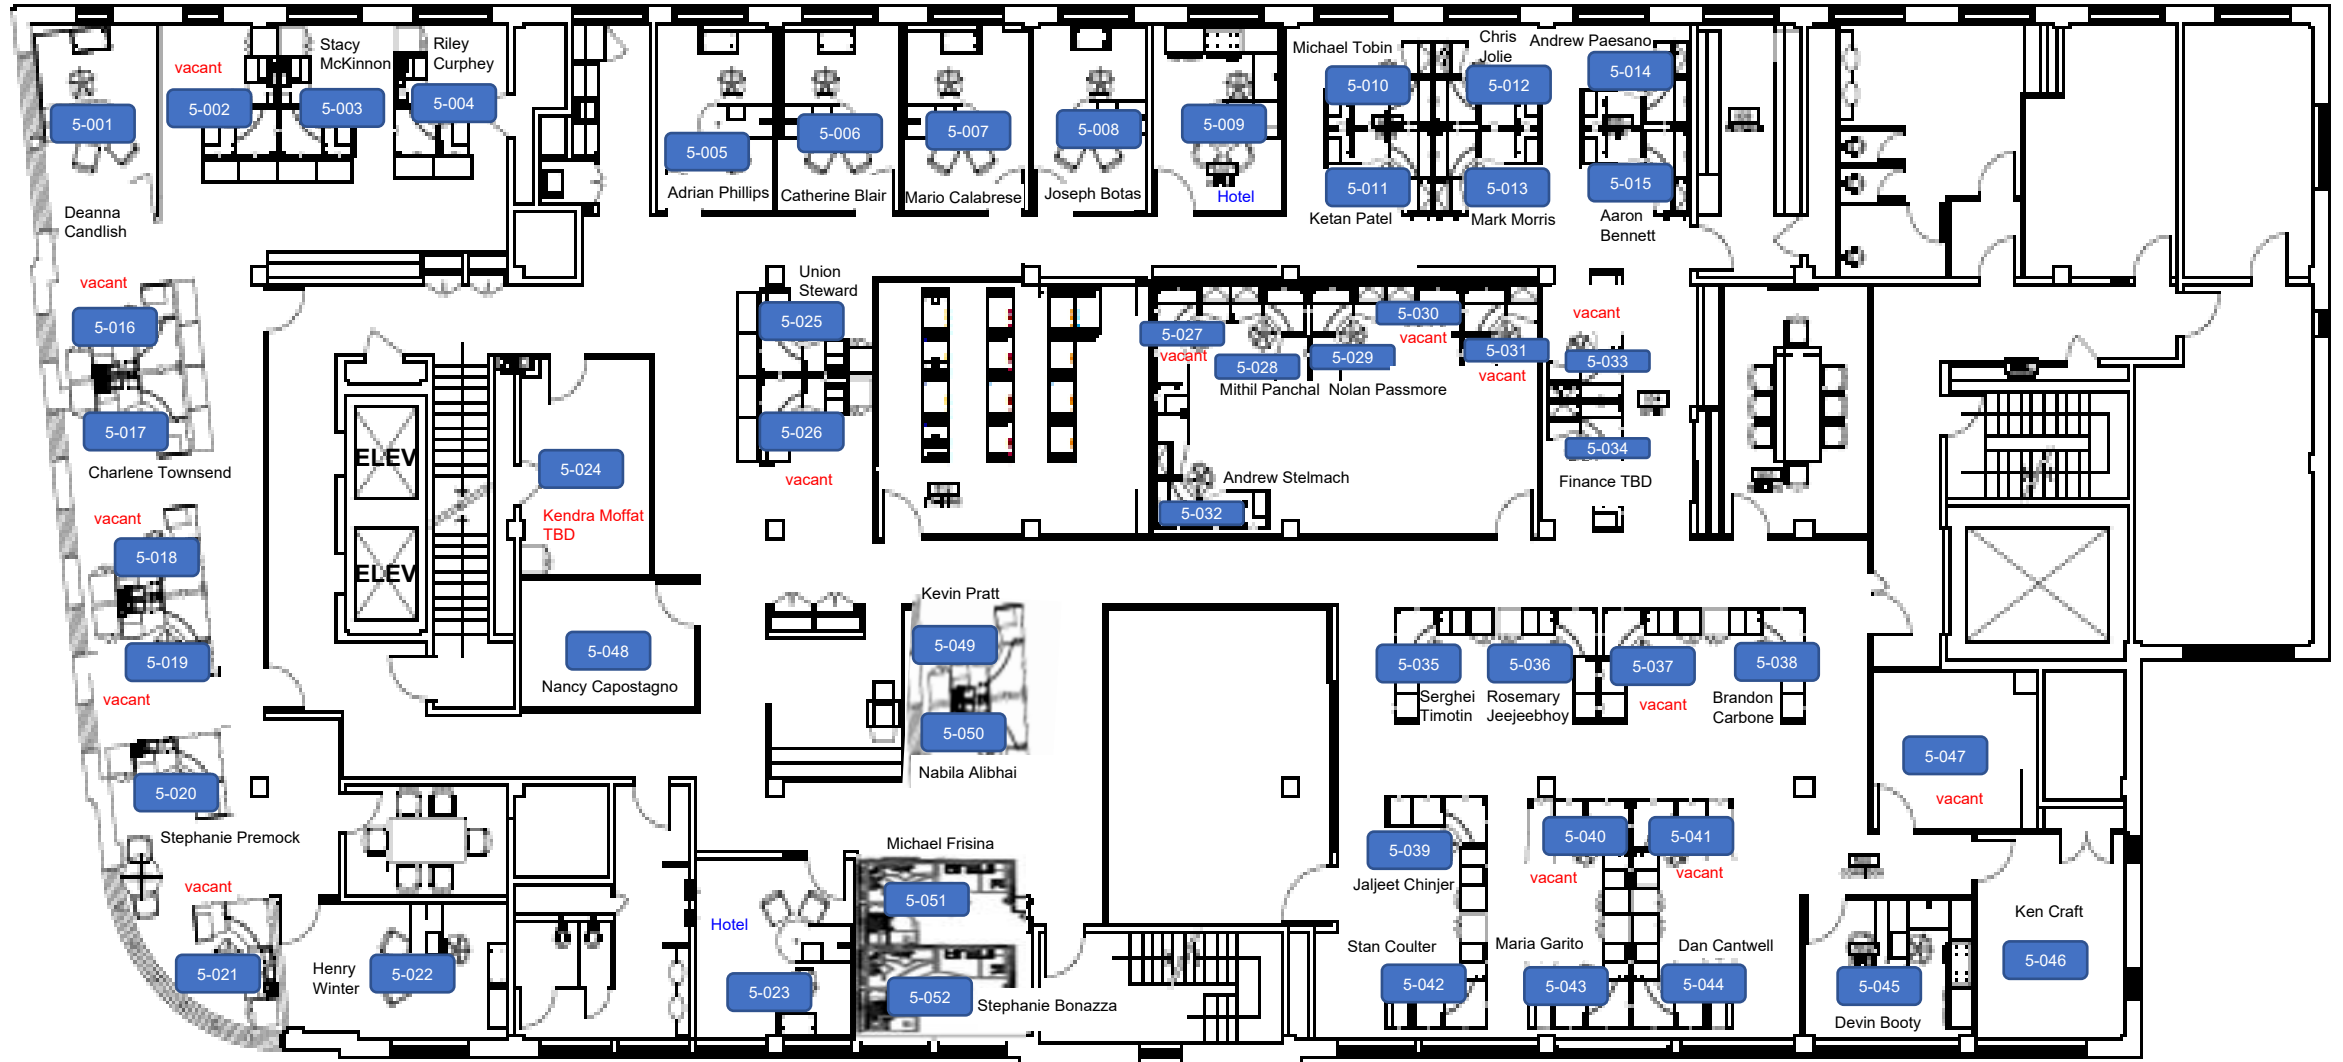 5-001
Deanna
Candlish
vacant
5-002
Stacy
McKinnon
5-003
Riley
Curphey
5-004
5-005
Adrian Phillips
5-006
Catherine Blair
5-007
Mario Calabrese
5-008
Joseph Botas
5-009
Hotel
Michael Tobin
5-010
5-011
Ketan Patel
Chris
Jolie
5-012
5-013
Mark Morris
Andrew Paesano
5-014
5-015
Aaron
Bennett
vacant
5-016
5-017
Charlene Townsend
vacant
5-018
5-019
vacant
5-020
Stephanie Premock
vacant
5-021
Henry
Winter
5-022
ELEV
ELEV
5-024
Kendra Moffat
TBD
5-048
Nancy Capostagno
Union
Steward
5-025
5-026
vacant
5-027
vacant
5-028
Mithil Panchal
5-029
Nolan Passmore
5-030
vacant
5-031
vacant
Andrew Stelmach
5-032
vacant
5-033
5-034
Finance TBD
Kevin Pratt
5-049
5-050
Nabila Alibhai
5-035
Serghei
Timotin
5-036
Rosemary
Jeejeebhoy
5-037
vacant
5-038
Brandon
Carbone
5-047
vacant
Hotel
5-023
Michael Frisina
5-051
5-052
Stephanie Bonazza
5-039
Jaljeet Chinjer
5-040
vacant
5-041
vacant
Stan Coulter
5-042
Maria Garito
5-043
Dan Cantwell
5-044
5-045
Devin Booty
Ken Craft
5-046